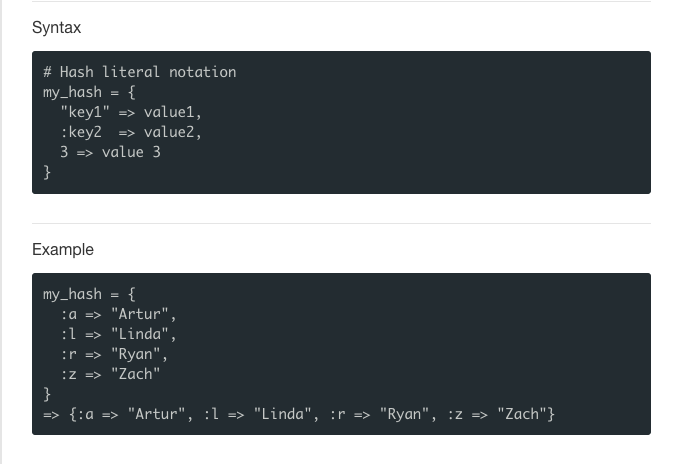 Syntax
# Hash literal notation
my_hash = {
  "key1" => value1,
  :key2  => value2,
  3 => value 3
}
Example
my_hash = {
  :a => "Artur",
  :l => "Linda",
  :r => "Ryan",
  :z => "Zach"
}
=> {:a => "Artur", :l => "Linda", :r => "Ryan", :z => "Zach"}